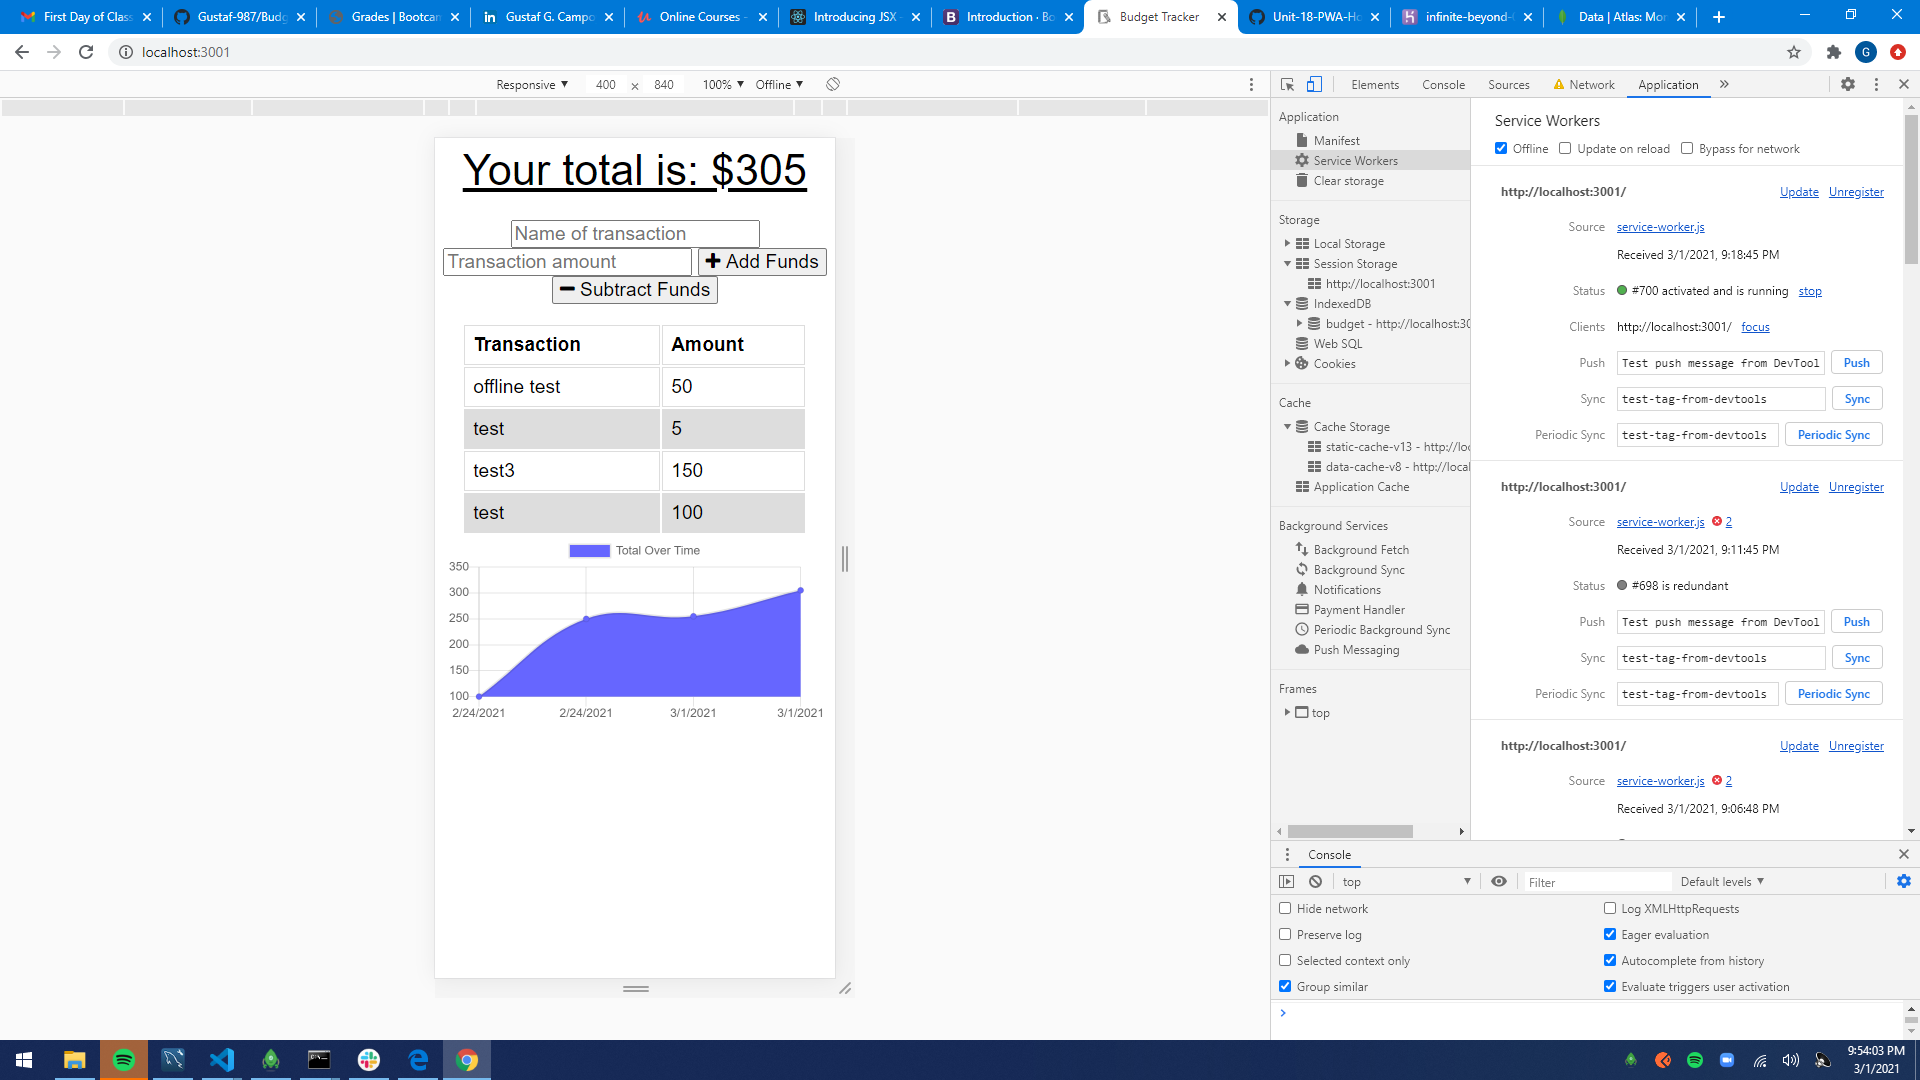 First Day of Class
Gustaf-987/Budg
Grades | Bootcam
Gustaf G. Campo
Online Courses -
Introducing JSX -
Introduction · Bo
Budget Tracker
Unit-18-PWA-Ho
infinite-beyond-
Data | Atlas: Mon
localhost:3001
G
Responsive
400 x 840
100%
Offline
Elements
Console
Sources
Network
Application
Your total is: $305
Name of transaction
Transaction amount
Add Funds
Subtract Funds
Transaction Amount
offline test 50
test 5
test3 150
test 100
Total Over Time
350
300
250
200
150
100
2/24/2021 2/24/2021 3/1/2021 3/1/2021
Application
Manifest
Service Workers
Clear storage
Storage
Local Storage
Session Storage
http://localhost:3001
IndexedDB
budget - http://localhost:30
Web SQL
Cookies
Cache
Cache Storage
static-cache-v13 - http://loc
data-cache-v8 - http://local
Application Cache
Background Services
Background Fetch
Background Sync
Notifications
Payment Handler
Periodic Background Sync
Push Messaging
Frames
top
Service Workers
Offline Update on reload Bypass for network
http://localhost:3001/ Update Unregister
Source service-worker.js
Received 3/1/2021, 9:18:45 PM
Status #700 activated and is running stop
Clients http://localhost:3001/ focus
Push Test push message from DevTool Push
Sync test-tag-from-devtools Sync
Periodic Sync test-tag-from-devtools Periodic Sync
http://localhost:3001/ Update Unregister
Source service-worker.js 2
Received 3/1/2021, 9:11:45 PM
Status #698 is redundant
Push Test push message from DevTool Push
Sync test-tag-from-devtools Sync
Periodic Sync test-tag-from-devtools Periodic Sync
http://localhost:3001/ Update Unregister
Source service-worker.js 2
Received 3/1/2021, 9:06:48 PM
Console
top
Filter
Default levels
Hide network
Log XMLHttpRequests
Preserve log
Eager evaluation
Selected context only
Autocomplete from history
Group similar
Evaluate triggers user activation
9:54:03 PM
3/1/2021